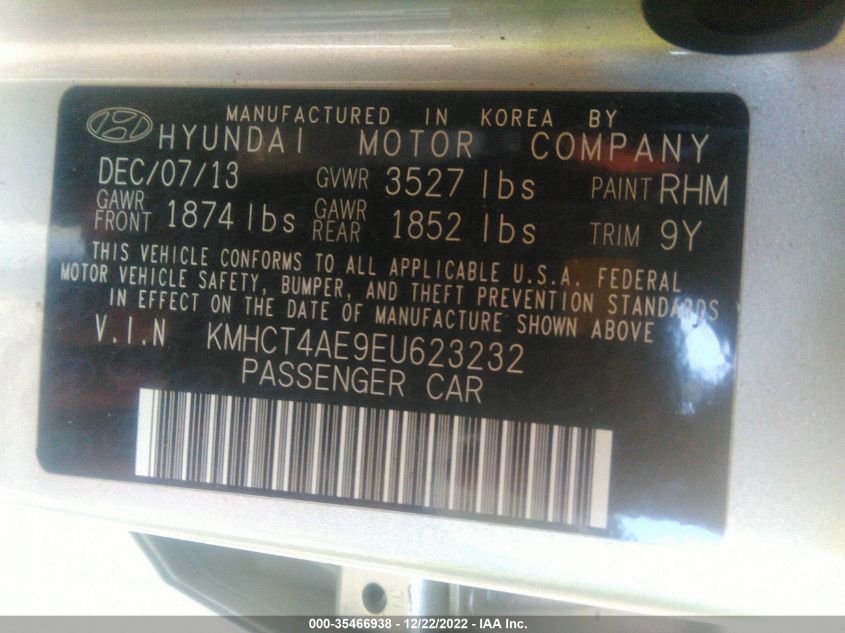 MANUFACTURED IN KOREA BY
HYUNDAI MOTOR COMPANY
DEC/07/13 GVWR 3527 lbs PAINT RHM
GAWR FRONT 1874 lbs GAWR REAR 1852 lbs TRIM 9Y
THIS VEHICLE CONFORMS TO ALL APPLICABLE U.S.A. FEDERAL
MOTOR VEHICLE SAFETY, BUMPER, AND THEFT PREVENTION STANDARDS
IN EFFECT ON THE DATE OF MANUFACTURE SHOWN ABOVE
V.I.N KMHCT4AE9EU623232
PASSENGER CAR
000-35466938 - 12/22/2022 - IAA Inc.